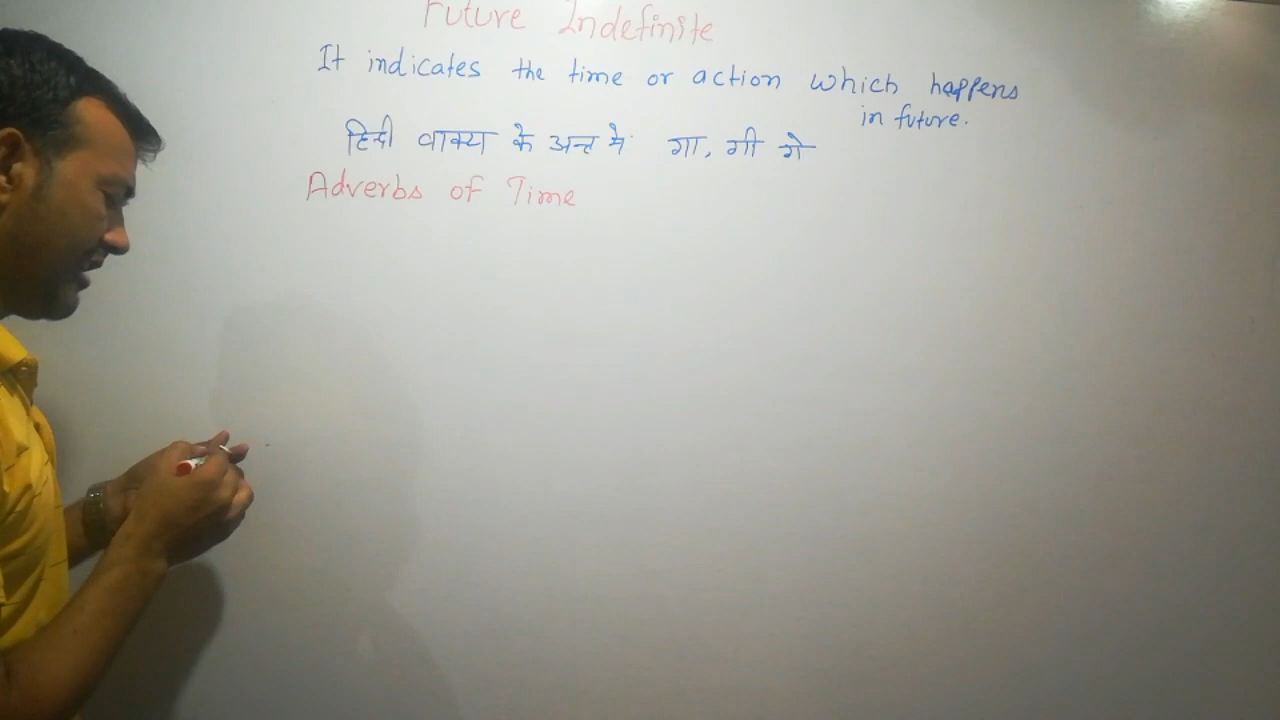 Future Indefinite
It indicates the time or action which happens
in future.
हिन्दी वाक्य के अन्त में गा, गी गे
Adverbs of Time